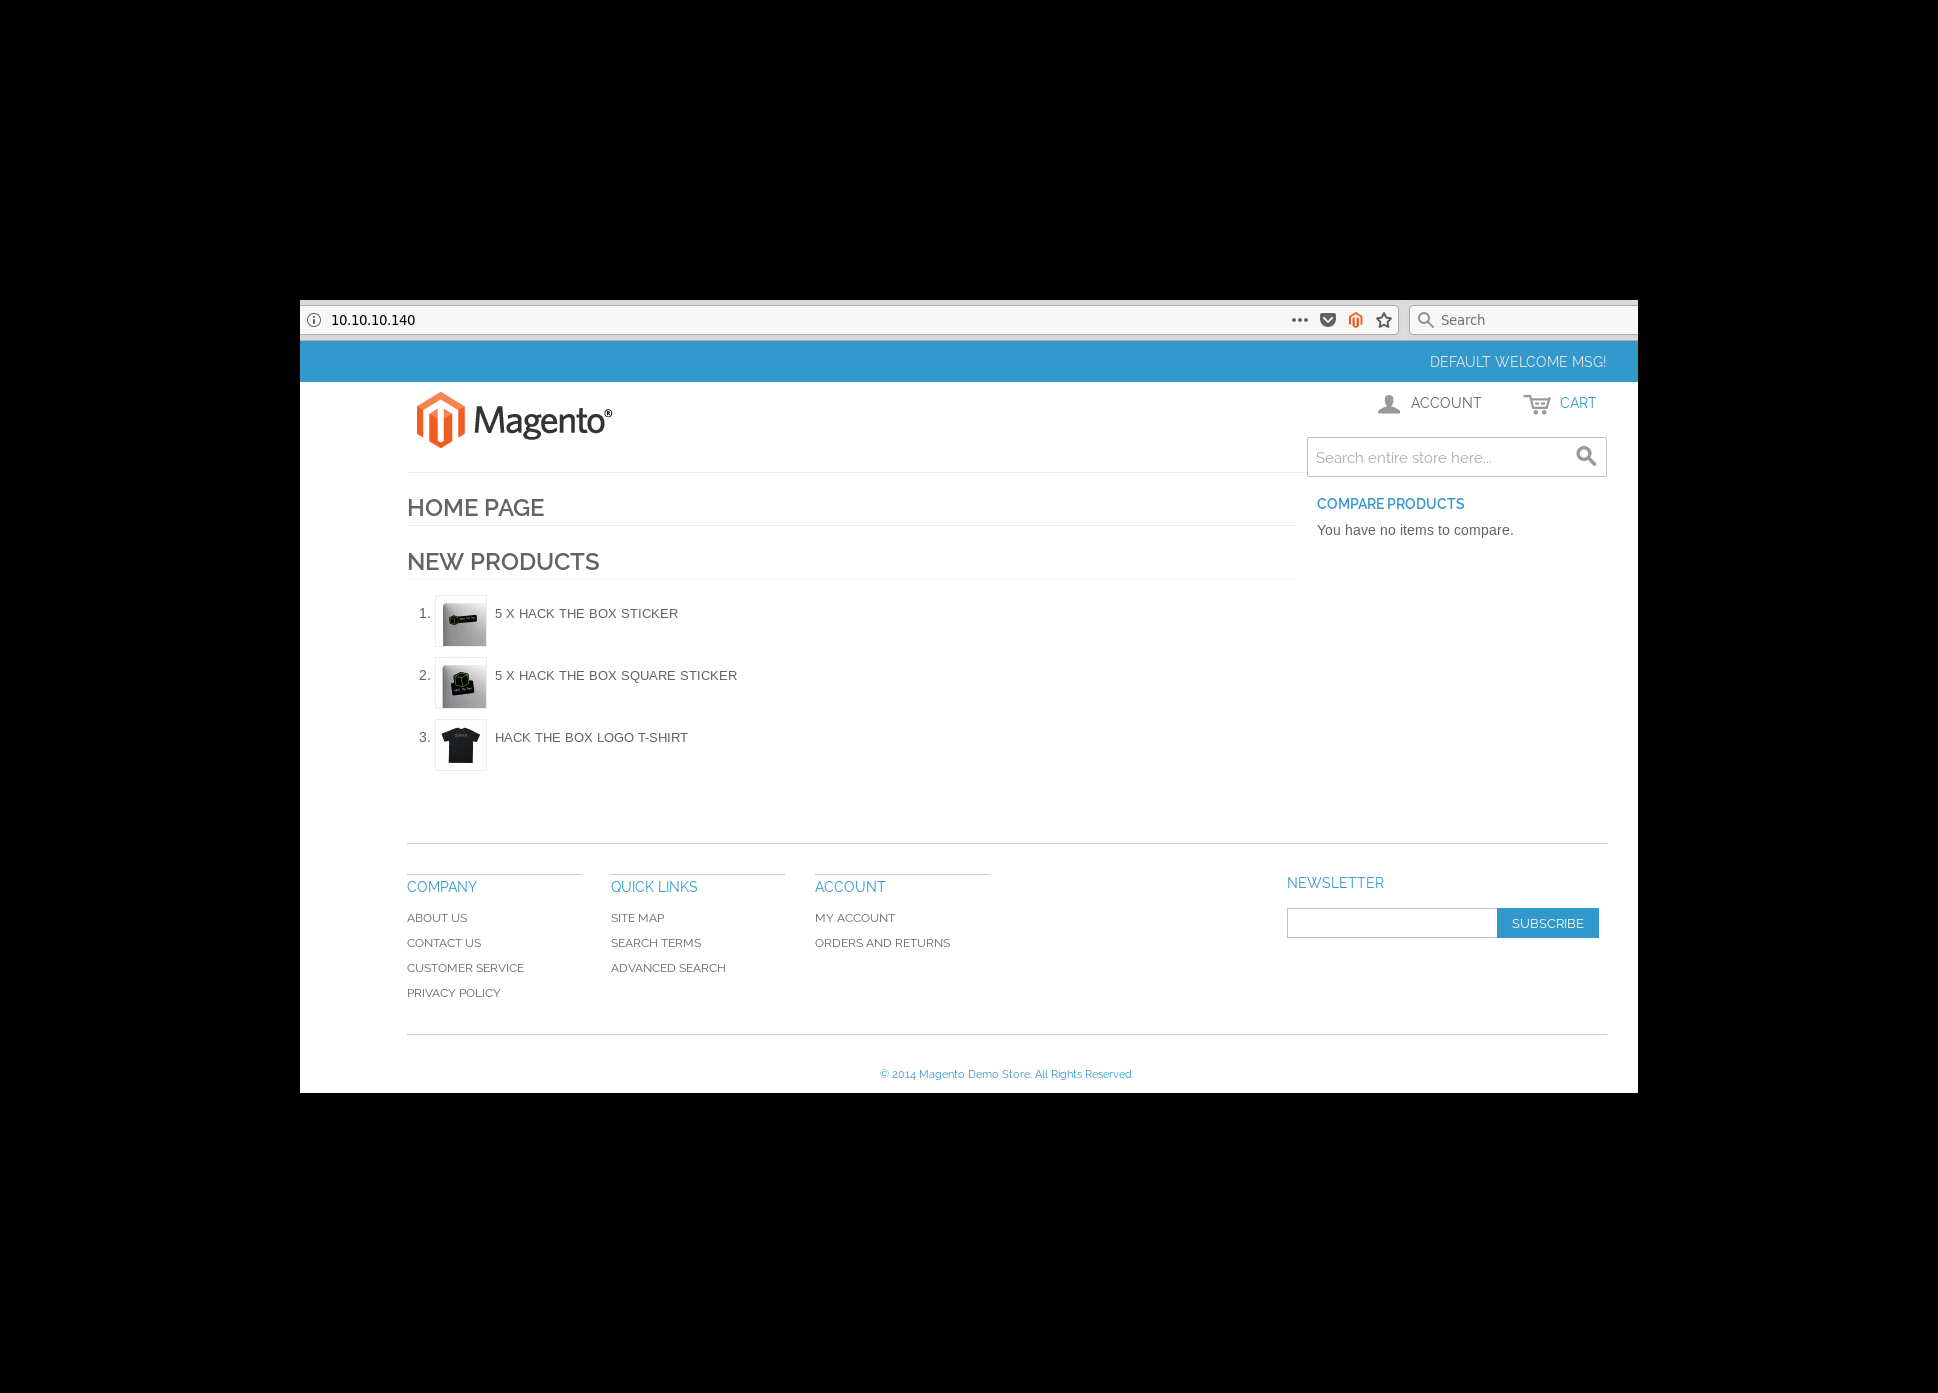 10.10.10.140
Search
DEFAULT WELCOME MSG!
Magento®
ACCOUNT
CART
Search entire store here...
HOME PAGE
COMPARE PRODUCTS
You have no items to compare.
NEW PRODUCTS
1. 5 X HACK THE BOX STICKER
2. 5 X HACK THE BOX SQUARE STICKER
3. HACK THE BOX LOGO T-SHIRT
COMPANY
ABOUT US
CONTACT US
CUSTOMER SERVICE
PRIVACY POLICY
QUICK LINKS
SITE MAP
SEARCH TERMS
ADVANCED SEARCH
ACCOUNT
MY ACCOUNT
ORDERS AND RETURNS
NEWSLETTER
SUBSCRIBE
© 2014 Magento Demo Store. All Rights Reserved.